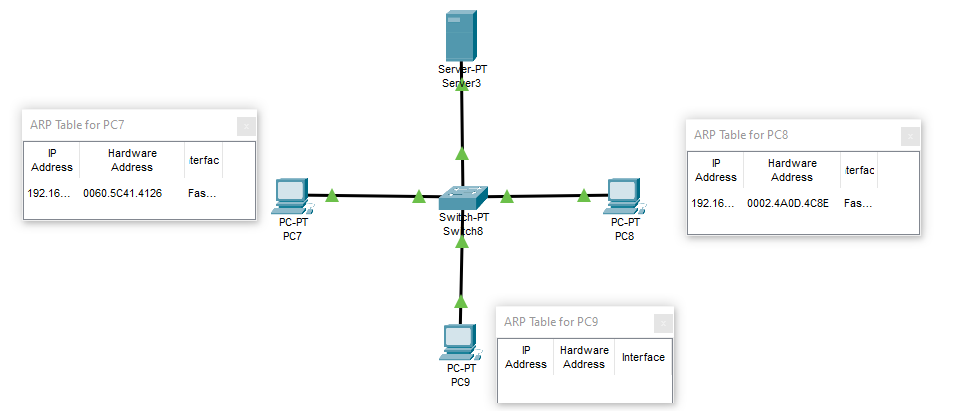 Server-PT
Server3
ARP Table for PC7
IP Address Hardware Address terfac
192.16... 0060.5C41.4126 Fas...
ARP Table for PC8
IP Address Hardware Address terfac
192.16... 0002.4A0D.4C8E Fas...
PC-PT
PC7
Switch-PT
Switch8
PC-PT
PC8
PC-PT
PC9
ARP Table for PC9
IP Address Hardware Address Interface